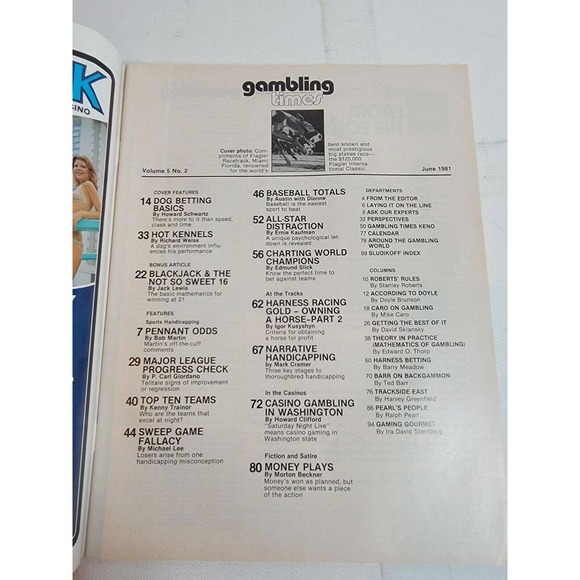 K
SINO
gambling
times
Cover photo: Com-
pliments of Flagler
Racetrack, Miami
Florida, renowned
for the world's
best known and
most prestigious
big stakes race—
the $125,000
Flagler Interna-
tional Classic.
Volume 5 No. 2
June 1981
COVER FEATURES
14 DOG BETTING
BASICS
By Howard Schwartz
There's more to it than speed,
class and time
33 HOT KENNELS
By Richard Weiss
A dog's environment influ-
ences his performance
BONUS ARTICLE
22 BLACKJACK & THE
NOT SO SWEET 16
By Jack Lewis
The basic mathematics for
winning at 21
FEATURES
Sports Handicapping
7 PENNANT ODDS
By Bob Martin
Martin's off-the-cuff
comments
29 MAJOR LEAGUE
PROGRESS CHECK
By P. Carl Giordano
Telltale signs of improvement
or regression
40 TOP TEN TEAMS
By Kenny Trainor
Who are the teams that
excel at night?
44 SWEEP GAME
FALLACY
By Michael Lee
Losers arise from one
handicapping misconception
46 BASEBALL TOTALS
By Austin with Dionne
Baseball is the easiest
sport to beat
52 ALL-STAR
DISTRACTION
By Ernie Kaufman
A unique psychological let-
down is revealed
56 CHARTING WORLD
CHAMPIONS
By Edmund Slick
Know the perfect time to
bet against teams
At the Tracks
62 HARNESS RACING
GOLD - OWNING
A HORSE-PART 2
By Igor Kusyshyn
Criteria for obtaining
a horse for profit
67 NARRATIVE
HANDICAPPING
By Mark Cramer
Three key stages to
thoroughbred handicapping
In the Casinos
72 CASINO GAMBLING
IN WASHINGTON
By Howard Clifford
"Saturday Night Live"
means casino gaming in
Washington state
Fiction and Satire
80 MONEY PLAYS
By Morton Beckner
Money's won as planned, but
someone else wants a piece
of the action
DEPARTMENTS
4 FROM THE EDITOR
6 LAYING IT ON THE LINE
8 ASK OUR EXPERTS
32 PERSPECTIVES
50 GAMBLING TIMES KENO
77 CALENDAR
78 AROUND THE GAMBLING
WORLD
89 SLUDIKOFF INDEX
COLUMNS
10 ROBERTS' RULES
By Stanley Roberts
12 ACCORDING TO DOYLE
By Doyle Brunson
18 CARO ON GAMBLING
By Mike Caro
26 GETTING THE BEST OF IT
By David Sklansky
38 THEORY IN PRACTICE
(MATHEMATICS OF GAMBLING)
By Edward O. Thorp
60 HARNESS BETTING
By Barry Meadow
70 BARR ON BACKGAMMON
By Ted Barr
76 TRACKSIDE EAST
By Harvey Greenfield
86 PEARL'S PEOPLE
By Ralph Pearl
94 GAMING GOURMET
By Ira David Sternberg